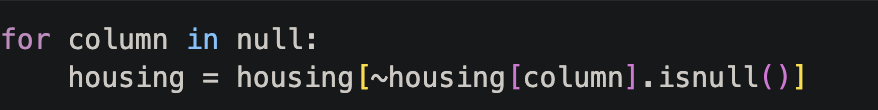 for column in null:
    housing = housing[~housing[column].isnull()]